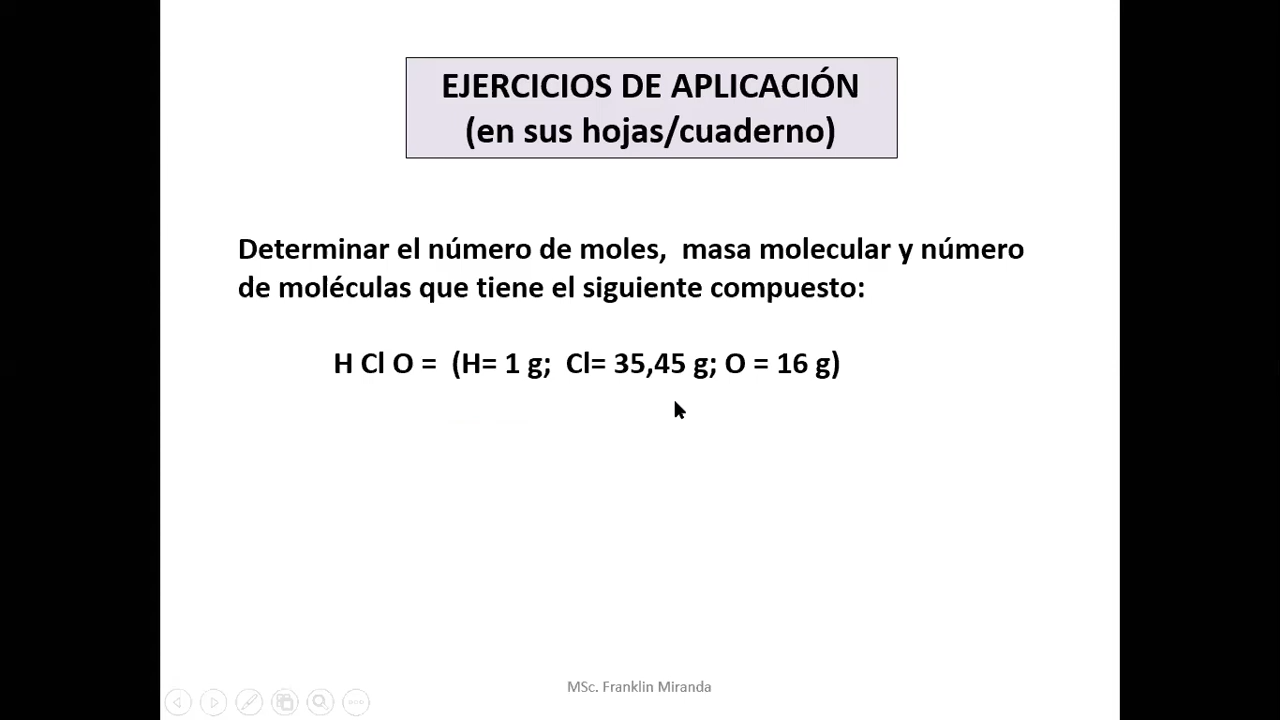 EJERCICIOS DE APLICACIÓN
(en sus hojas/cuaderno)
Determinar el número de moles, masa molecular y número
de moléculas que tiene el siguiente compuesto:
H Cl O = (H= 1 g; Cl= 35,45 g; O = 16 g)
MSc. Franklin Miranda